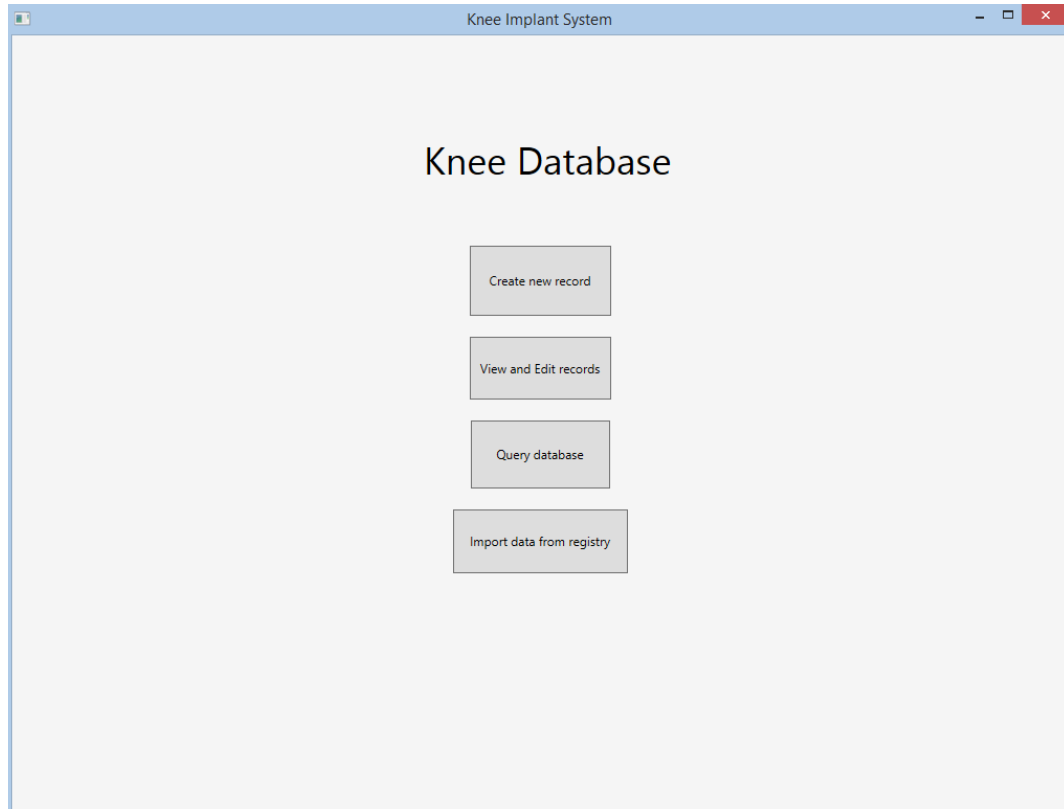 Knee Implant System
Knee Database
Create new record
View and Edit records
Query database
Import data from registry